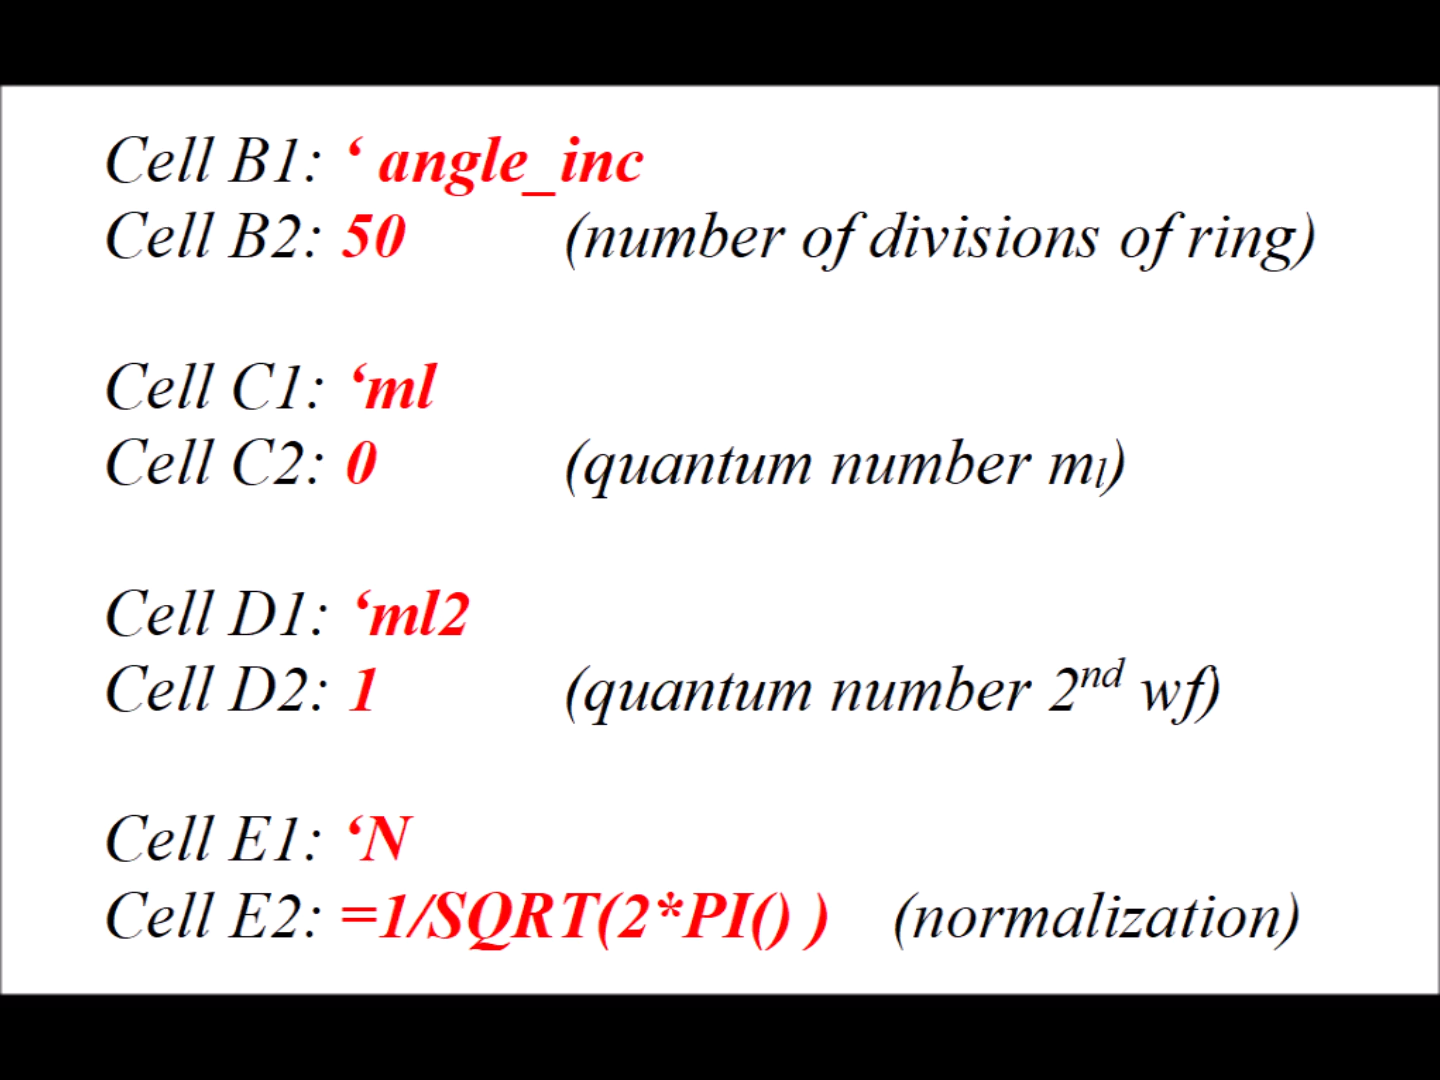 Cell B1: ‘ angle_inc
Cell B2: 50 (number of divisions of ring)
Cell C1: ‘ml
Cell C2: 0 (quantum number ml)
Cell D1: ‘ml2
Cell D2: 1 (quantum number 2nd wf)
Cell E1: ‘N
Cell E2: =1/SQRT(2*PI() ) (normalization)